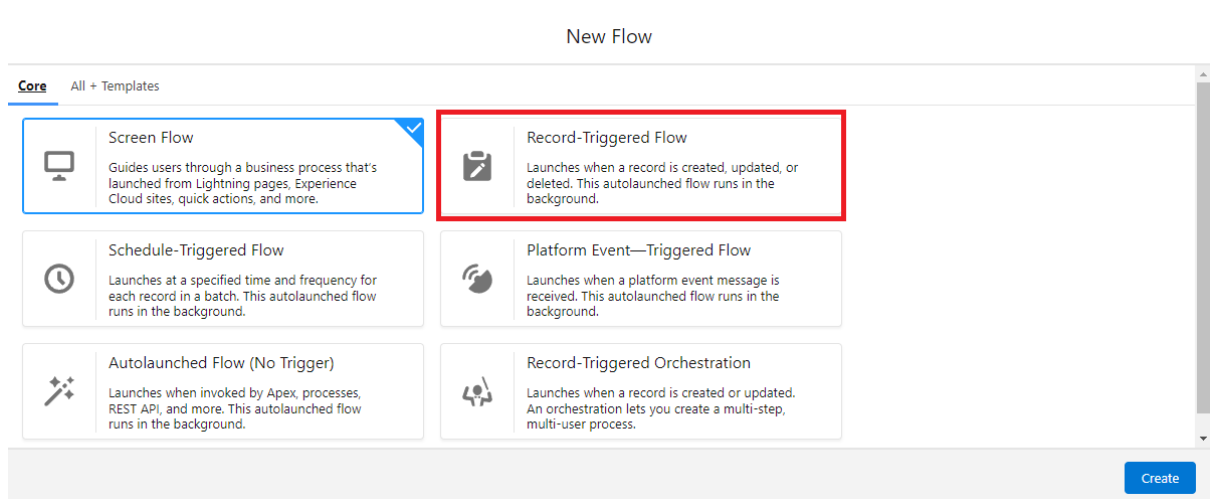 New Flow
Core
All + Templates
Screen Flow
Guides users through a business process that's
launched from Lightning pages, Experience
Cloud sites, quick actions, and more.
Record-Triggered Flow
Launches when a record is created, updated, or
deleted. This autolaunched flow runs in the
background.
Schedule-Triggered Flow
Launches at a specified time and frequency for
each record in a batch. This autolaunched flow
runs in the background.
Platform Event—Triggered Flow
Launches when a platform event message is
received. This autolaunched flow runs in the
background.
Autolaunched Flow (No Trigger)
Launches when invoked by Apex, processes,
REST API, and more. This autolaunched flow
runs in the background.
Record-Triggered Orchestration
Launches when a record is created or updated.
An orchestration lets you create a multi-step,
multi-user process.
Create